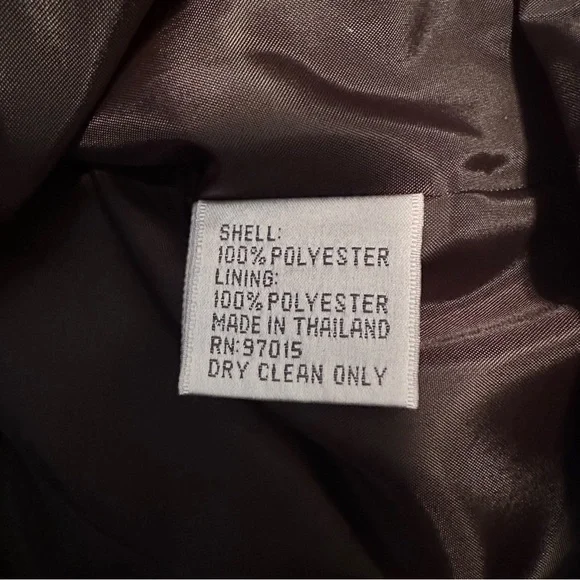 SHELL:
100% POLYESTER
LINING:
100% POLYESTER
MADE IN THAILAND
RN:97015
DRY CLEAN ONLY